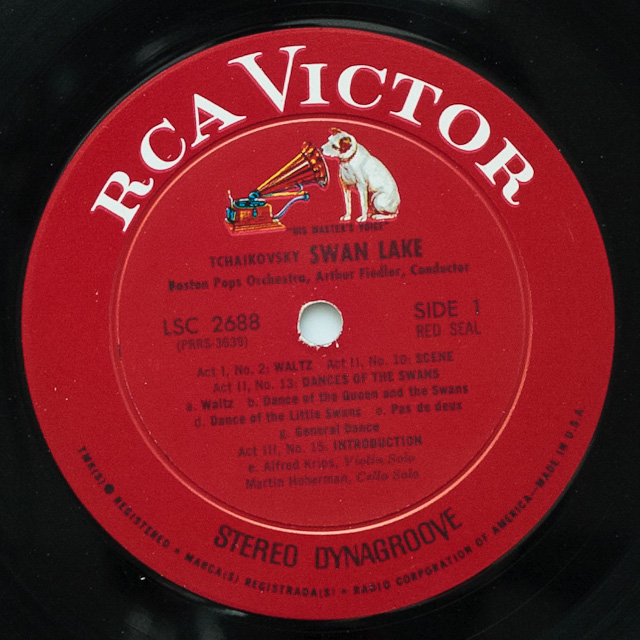 RCA VICTOR
"HIS MASTER'S VOICE"
TCHAIKOVSKY SWAN LAKE
Boston Pops Orchestra, Arthur Fiedler, Conductor
LSC 2688
(PRRS-3639)
SIDE 1
RED SEAL
Act I, No. 2: WALTZ Act II, No. 10: SCENE
Act II, No. 13: DANCES OF THE SWANS
a. Waltz b. Dance of the Queen and the Swans
d. Dance of the Little Swans e. Pas de deux
g. General Dance
Act III, No. 15: INTRODUCTION
e. Alfred Krips, Violin Solo
Martin Hoherman, Cello Solo
STEREO DYNAGROOVE
TMK(S) ® REGISTERED • MARCA(S) REGISTRADA(S) • RADIO CORPORATION OF AMERICA—MADE IN U.S.A.